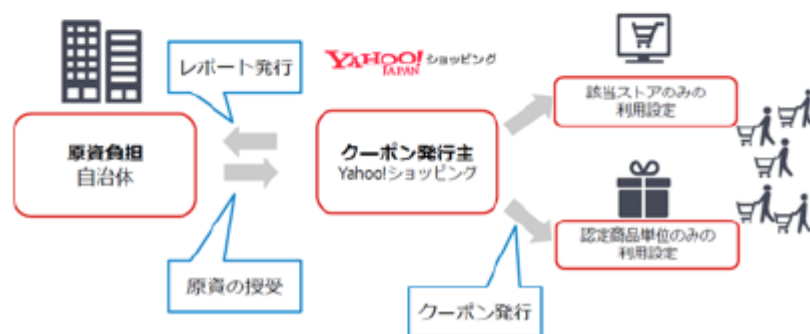 レポート発行
YAHOO! JAPAN ショッピング
原資負担
自治体
クーポン発行主
Yahoo!ショッピング
該当ストアのみの
利用設定
認定商品単位のみの
利用設定
原資の授受
クーポン発行